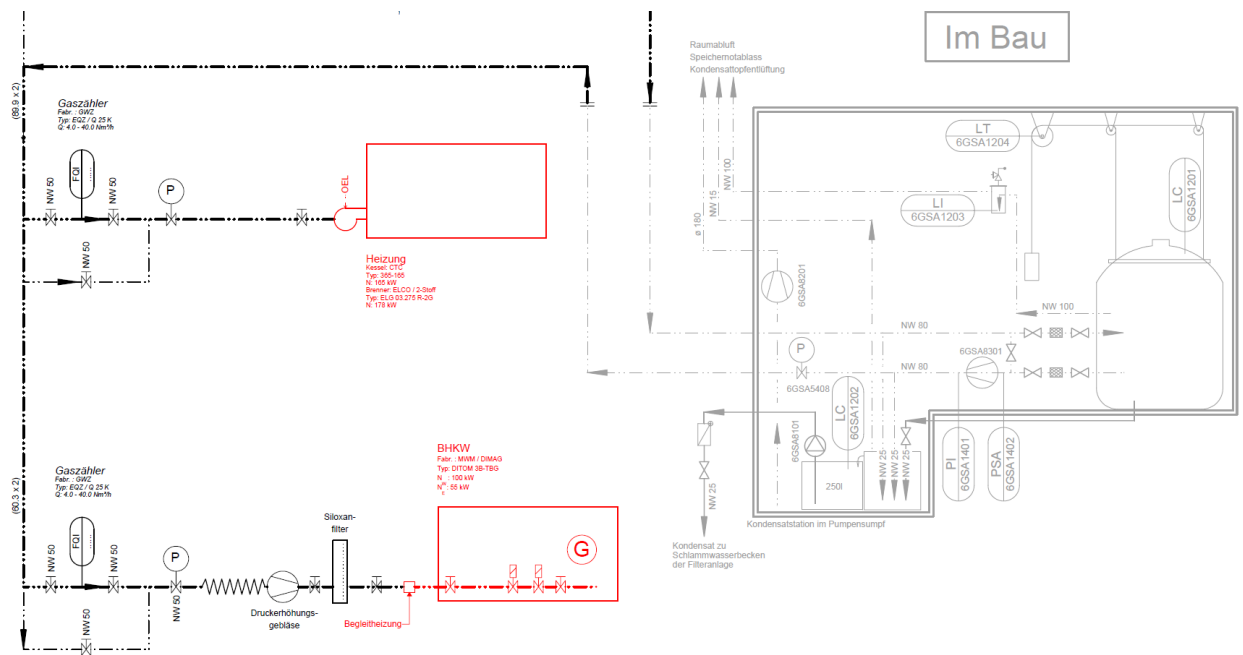 Im Bau
Raumabluft
Speichernotablass
Kondensattopfentlüftung
(89.9 x 2)
Gaszähler
Fabr. : GWZ
Typ: EQZ / Q 25 K
Q: 4.0 - 40.0 Nm³/h
NW 50
FQI
NW 50
P
OEL
NW 50
Heizung
Kessel: CTC
Typ: 365-165
N: 165 kW
Brenner: ELCO / 2-Stoff
Typ: ELG 03.275 R-2G
N: 178 kW
ø 180
NW 15
NW 100
LT
6GSA1204
LI
6GSA1203
LC
6GSA1201
6GSA8201
NW 100
NW 80
P
6GSA5408
NW 80
6GSA8301
LC
6GSA1202
6GSA8101
NW 25
250l
NW 25
NW 25
NW 25
PI
6GSA1401
PSA
6GSA1402
Kondensatstation im Pumpensumpf
Kondensat zu
Schlammwasserbecken
der Filteranlage
(60.3 x 2)
Gaszähler
Fabr. : GWZ
Typ: EQZ / Q 25 K
Q: 4.0 - 40.0 Nm³/h
NW 50
FQI
NW 50
P
NW 50
NW 50
Druckerhöhungs-
gebläse
Siloxan-
filter
Begleitheizung
BHKW
Fabr. : MWM / DIMAG
Typ: DITOM 3B-TBG
N : 100 kW
N : 55 kW
G